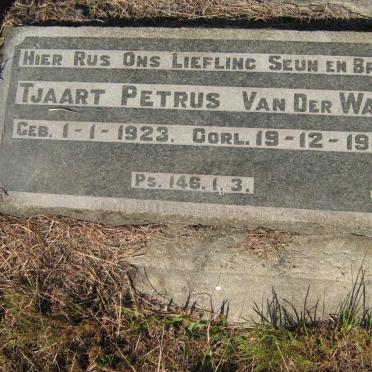 HIER RUS ONS LIEFLING SEUN EN
TJAART PETRUS VAN DER
GEB. 1-1-1923. OORL. 19-12-19
PS. 146. 1, 3.